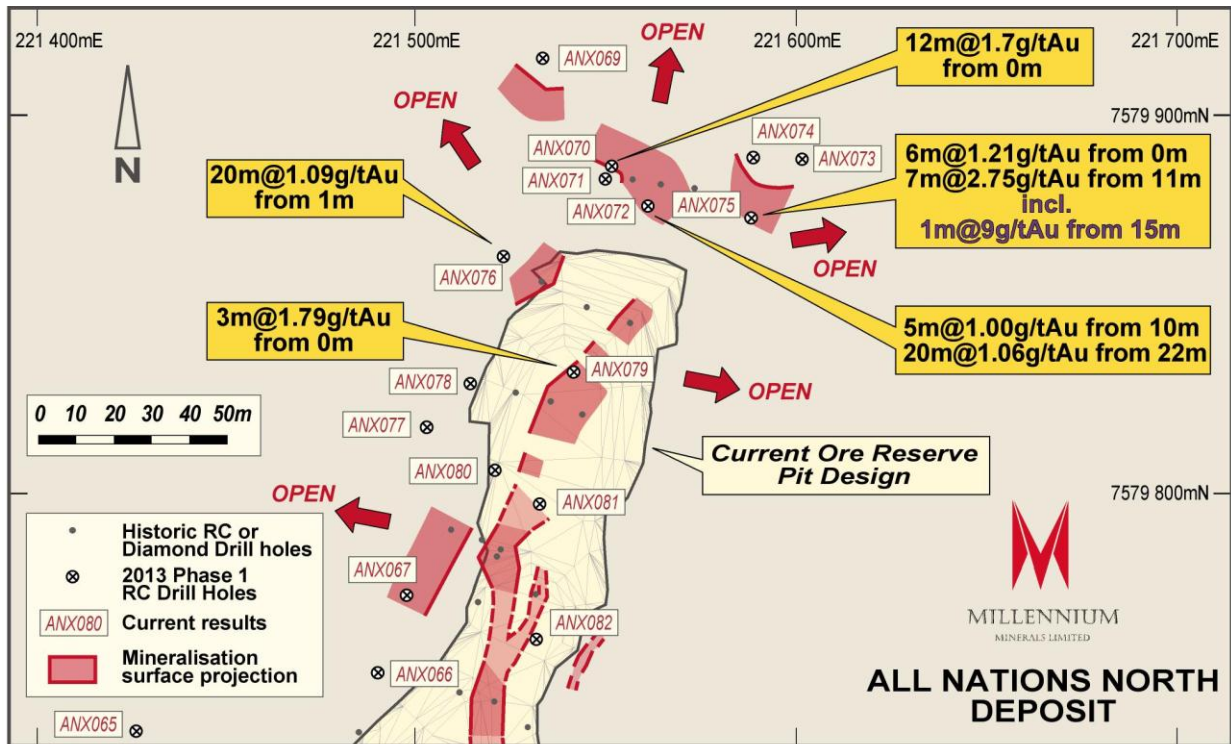 221 400mE
221 500mE
221 600mE
221 700mE
7579 900mN
7579 800mN
N
OPEN
OPEN
OPEN
OPEN
OPEN
12m@1.7g/tAu
from 0m
6m@1.21g/tAu from 0m
7m@2.75g/tAu from 11m
incl.
1m@9g/tAu from 15m
20m@1.09g/tAu
from 1m
3m@1.79g/tAu
from 0m
5m@1.00g/tAu from 10m
20m@1.06g/tAu from 22m
ANX069
ANX070
ANX071
ANX072
ANX074
ANX073
ANX075
ANX076
ANX079
ANX078
ANX077
ANX080
ANX081
ANX067
ANX082
ANX066
ANX065
0 10 20 30 40 50m
Current Ore Reserve
Pit Design
Historic RC or
Diamond Drill holes
2013 Phase 1
RC Drill Holes
ANX080 Current results
Mineralisation
surface projection
MILLENNIUM
MINERALS LIMITED
ALL NATIONS NORTH
DEPOSIT